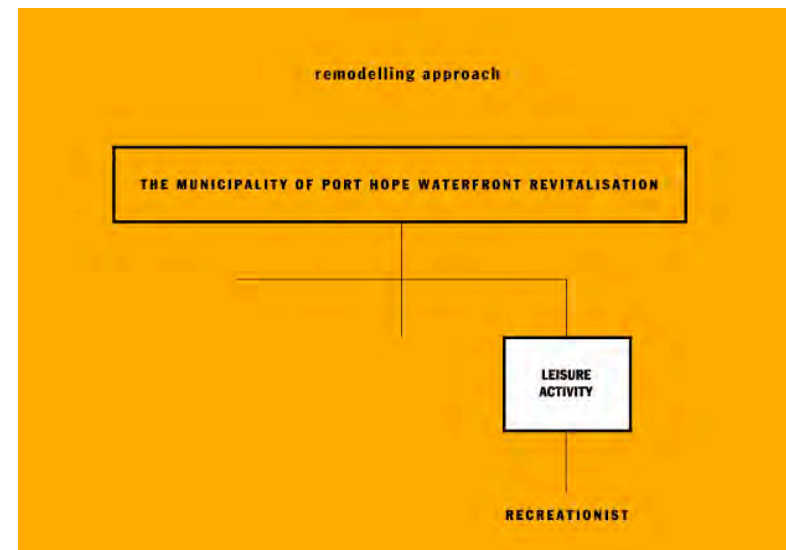 remodelling approach
THE MUNICIPALITY OF PORT HOPE WATERFRONT REVITALISATION
LEISURE
ACTIVITY
RECREATIONIST